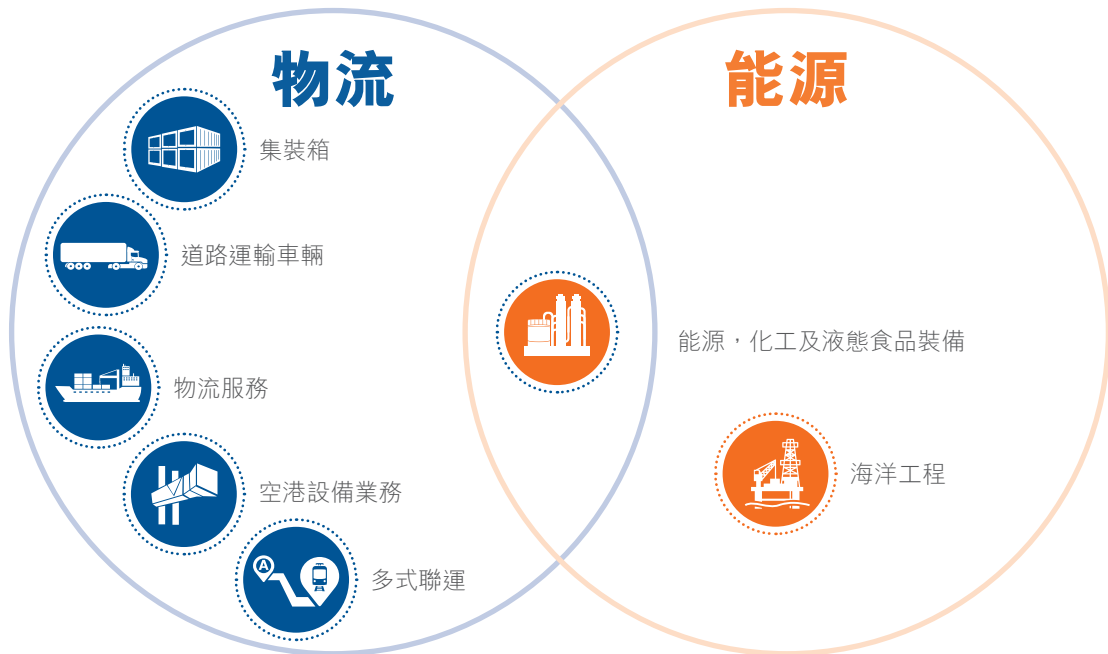 物流
集裝箱
道路運輸車輛
物流服務
空港設備業務
A
多式聯運
能源
能源，化工及液態食品裝備
海洋工程